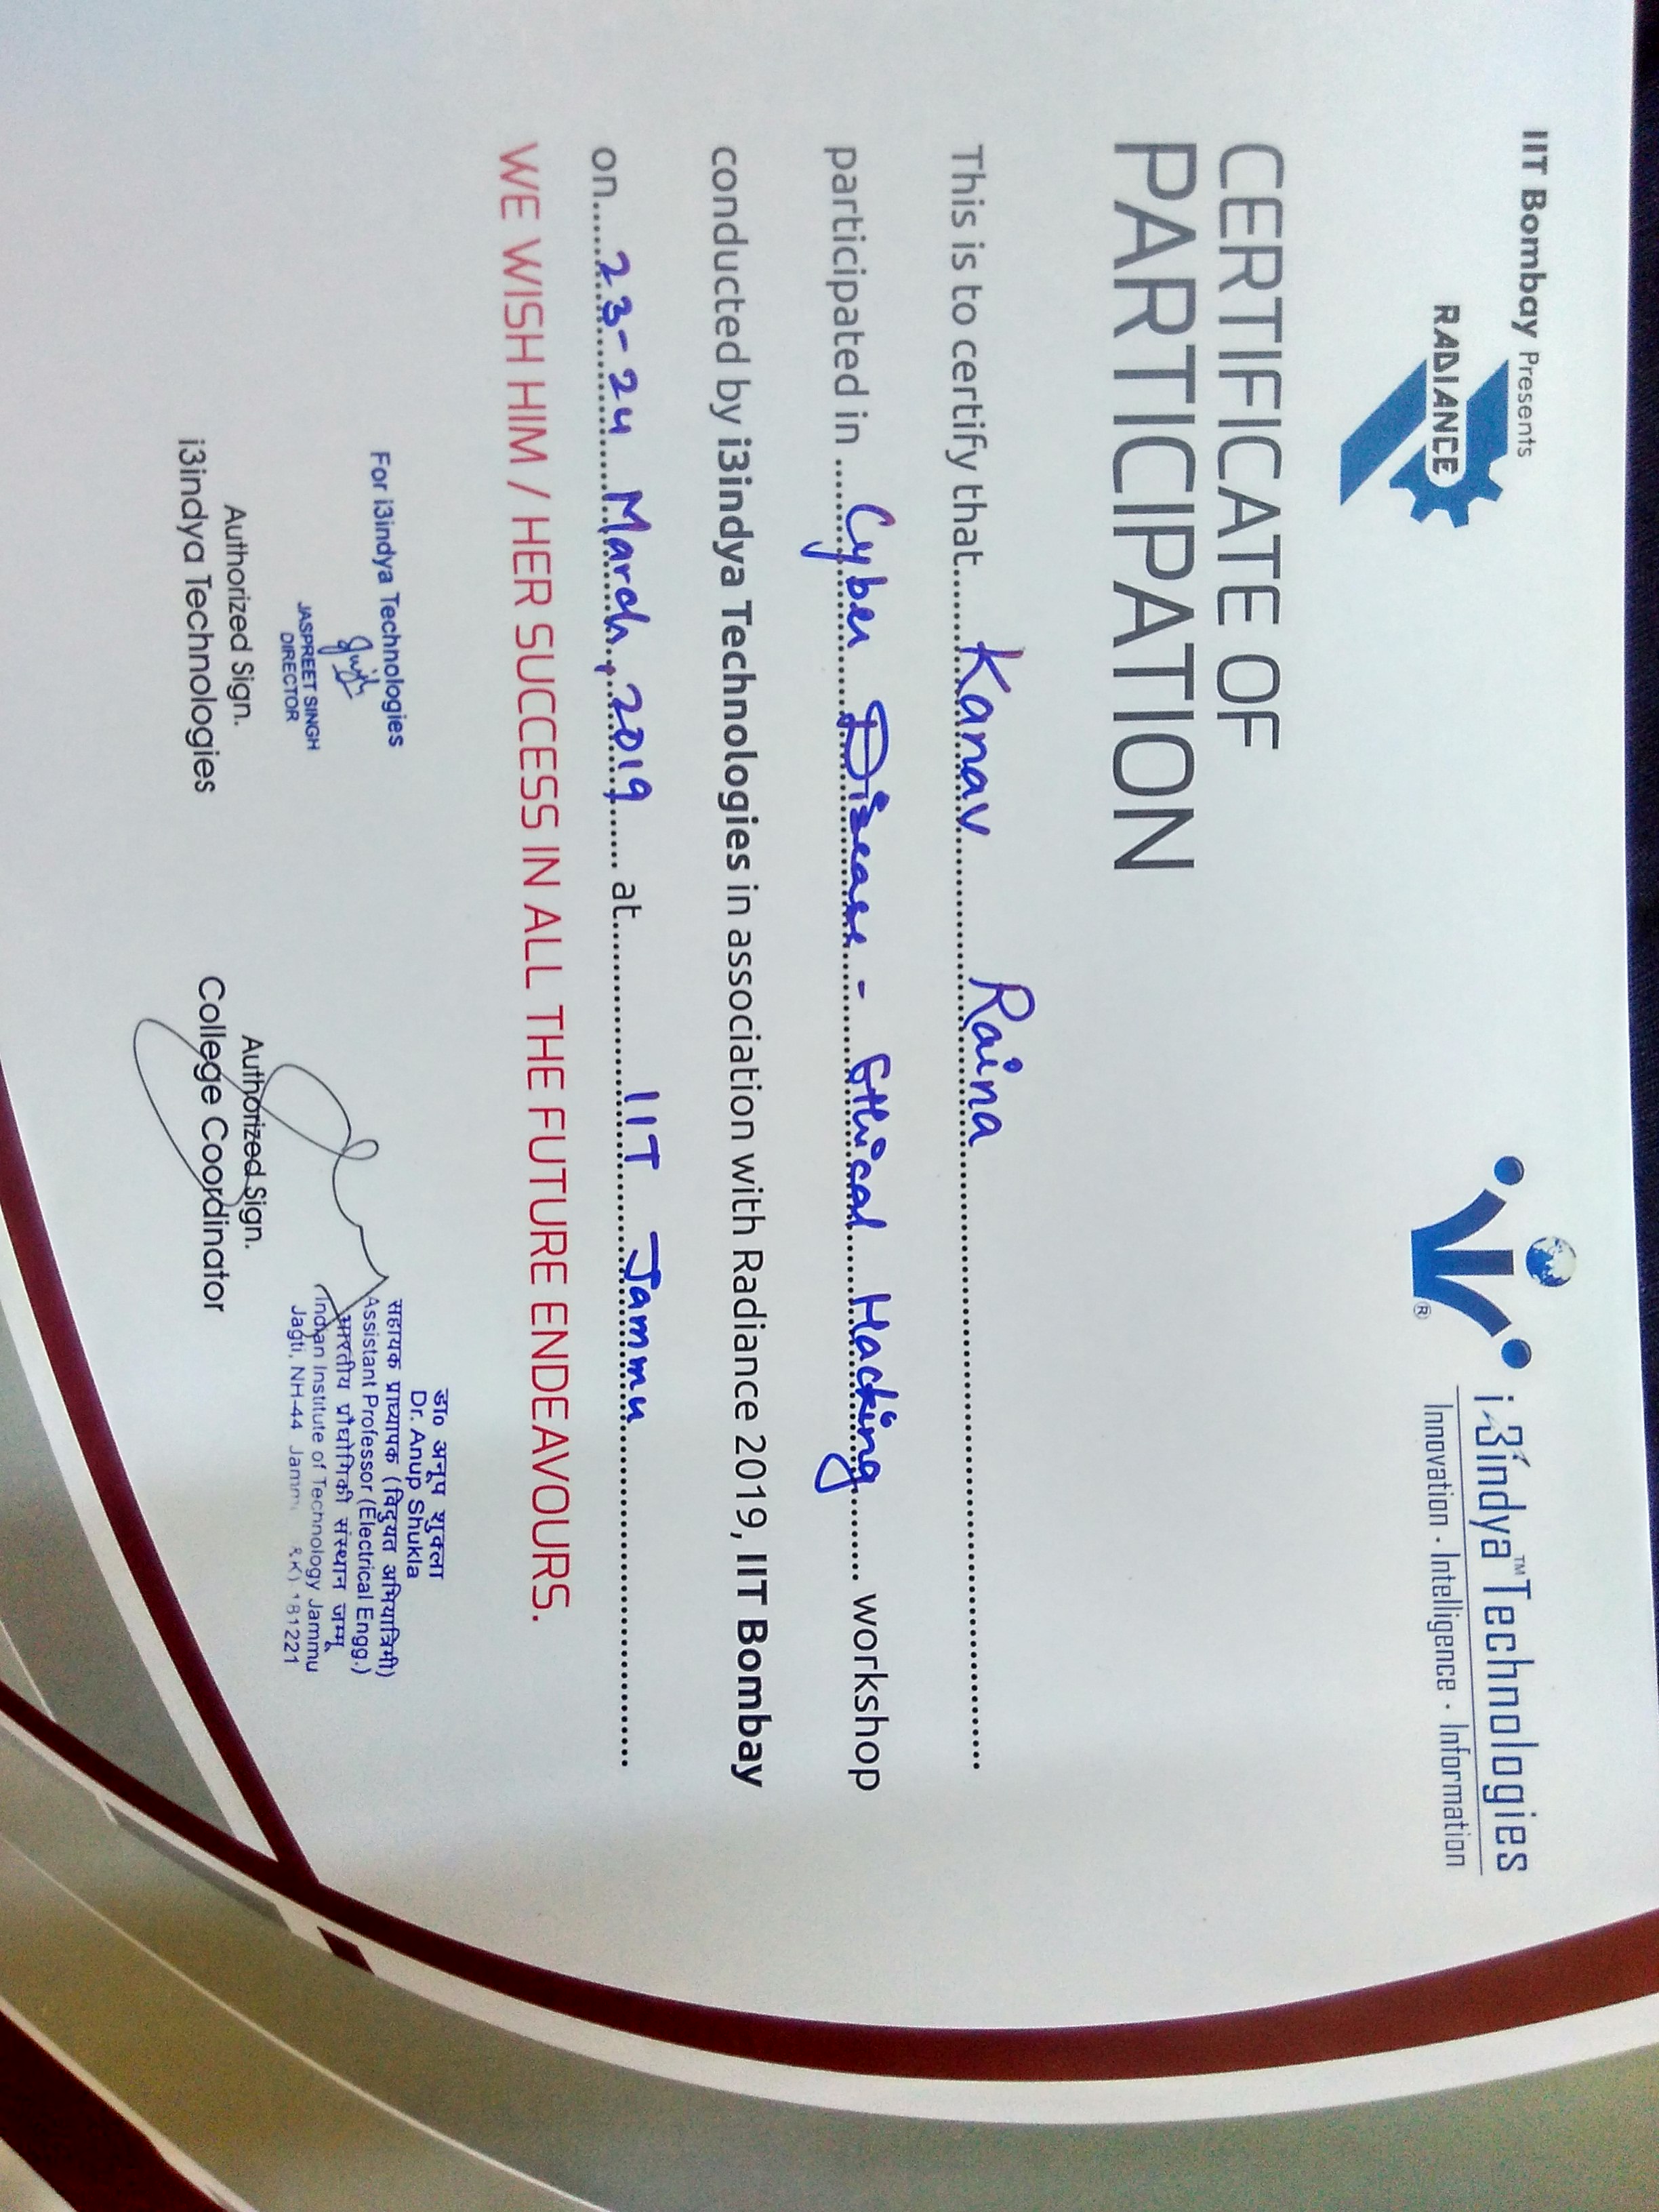 IIT Bombay Presents
RADIANCE
i3indya™Technologies
Innovation · Intelligence · Information
®
CERTIFICATE OF
PARTICIPATION
This is to certify that..........Kanav Raina..........
participated in ..........Cyber Disease - Ethical Hacking.......... workshop
conducted by i3indya Technologies in association with Radiance 2019, IIT Bombay
on..........23-24 March, 2019.......... at..........IIT Jammu..........
WE WISH HIM / HER SUCCESS IN ALL THE FUTURE ENDEAVOURS.
For i3indya Technologies
JASPREET SINGH
DIRECTOR
Authorized Sign.
i3indya Technologies
डा० अनूप शुक्ला
Dr. Anup Shukla
सहायक प्राध्यापक (विदुयत अभियात्रिमी)
Assistant Professor (Electrical Engg.)
भारतीय प्रौघोगिकी संस्थान जम्मू
Indian Institute of Technology Jammu
Jagti, NH-44 Jammu &K) 181221
Authorized Sign.
College Coordinator